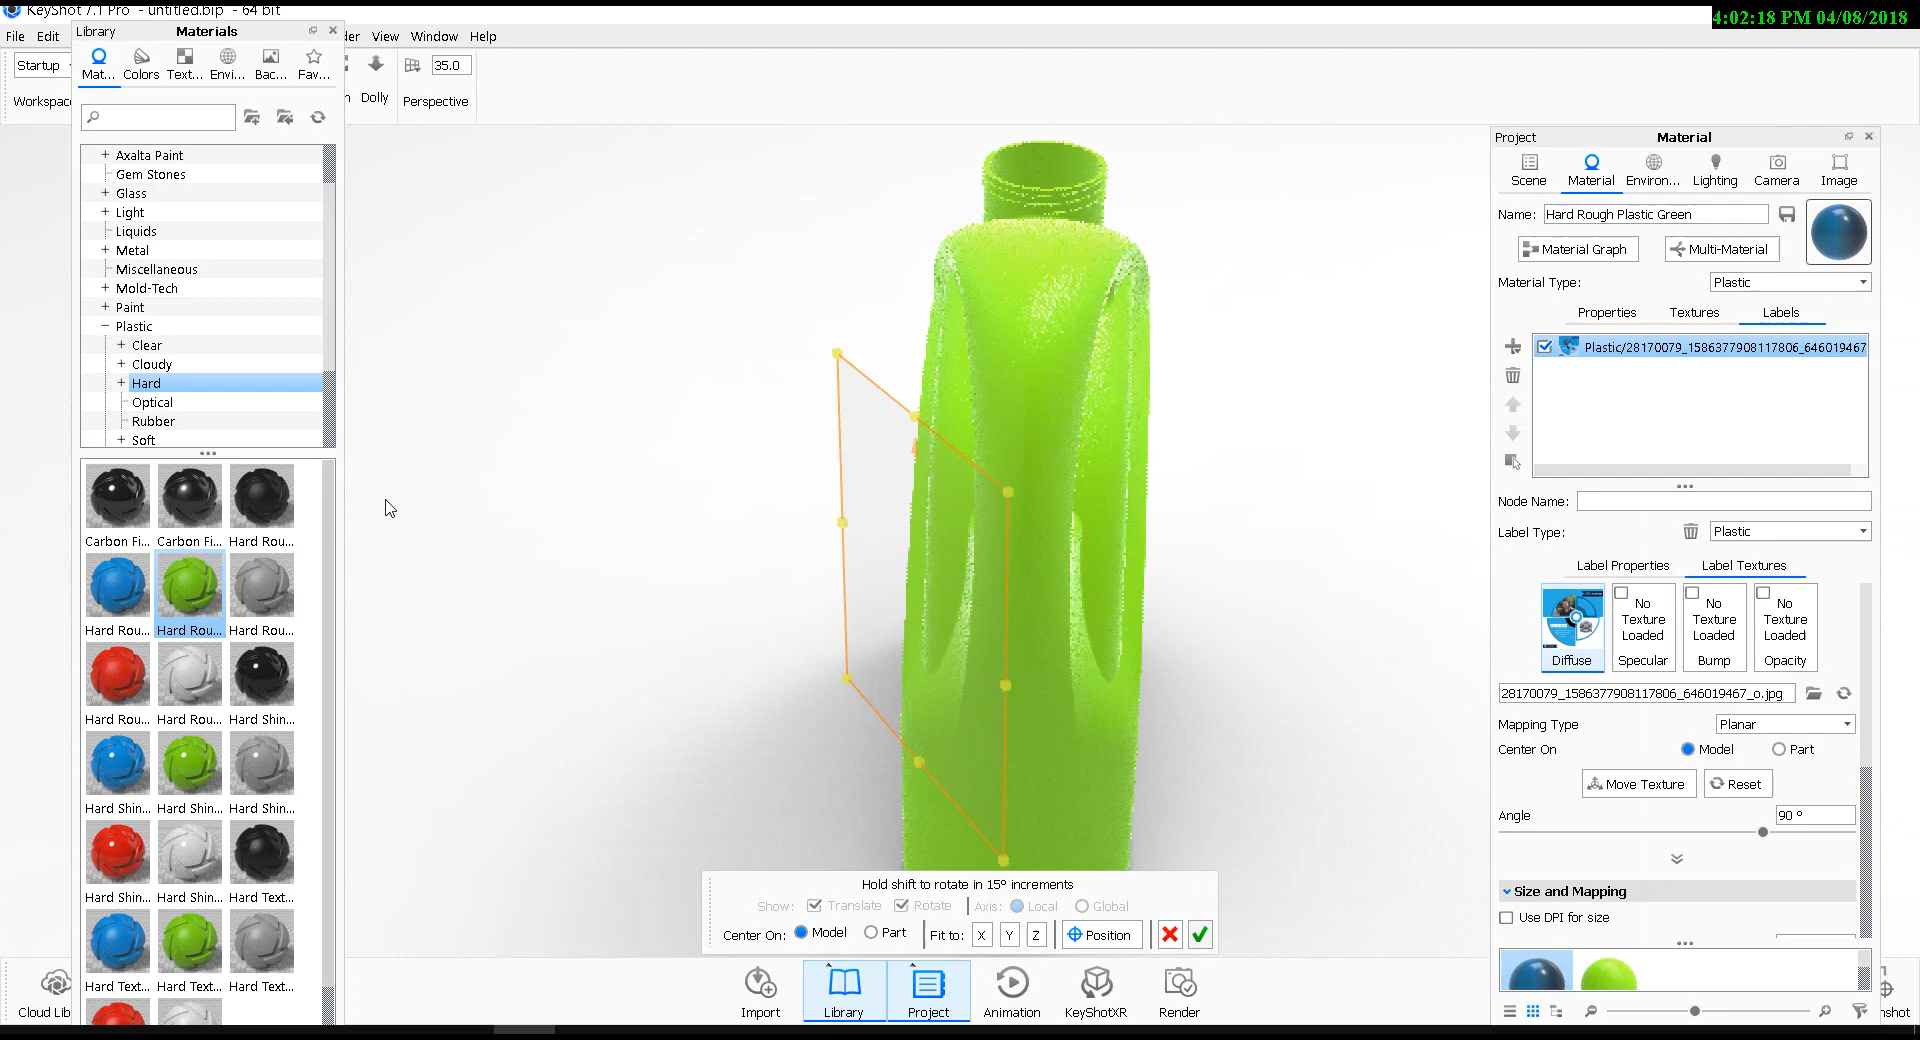 KeyShot 7.1 Pro - untitled.bip - 64 bit
4:02:18 PM 04/08/2018
File Edit
Library Materials
View Window Help
Mat... Colors Text... Envi... Bac... Fav...
Startup
35.0
Workspac
Dolly Perspective
Axalta Paint
Gem Stones
Glass
Light
Liquids
Metal
Miscellaneous
Mold-Tech
Paint
Plastic
Clear
Cloudy
Hard
Optical
Rubber
Soft
Carbon Fi... Carbon Fi... Hard Rou...
Hard Rou... Hard Rou... Hard Rou...
Hard Rou... Hard Rou... Hard Shin...
Hard Shin... Hard Shin... Hard Shin...
Hard Shin... Hard Shin... Hard Text...
Hard Text... Hard Text... Hard Text...
Cloud Lib
Hold shift to rotate in 15° increments
Show: Translate Rotate Axis: Local Global
Center On: Model Part Fit to: X Y Z Position
Import Library Project Animation KeyShotXR Render
Project Material
Scene Material Environ... Lighting Camera Image
Name: Hard Rough Plastic Green
Material Graph Multi-Material
Material Type: Plastic
Properties Textures Labels
Plastic/28170079_1586377908117806_646019467
Node Name:
Label Type: Plastic
Label Properties Label Textures
No Texture Loaded
No Texture Loaded
No Texture Loaded
Diffuse Specular Bump Opacity
28170079_1586377908117806_646019467_o.jpg
Mapping Type Planar
Center On Model Part
Move Texture Reset
Angle 90 °
Size and Mapping
Use DPI for size
nshot